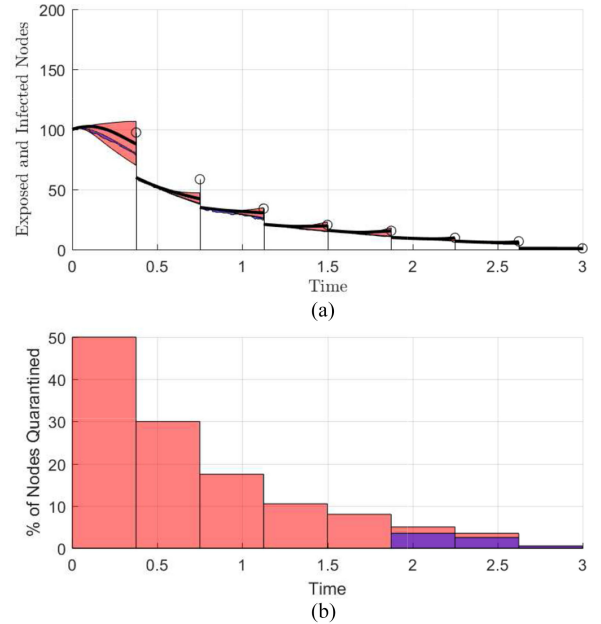 200
150
100
50
0
Exposed and Infected Nodes
0 0.5 1 1.5 2 2.5 3
Time
(a)
50
40
30
20
10
0
% of Nodes Quarantined
0 0.5 1 1.5 2 2.5 3
Time
(b)